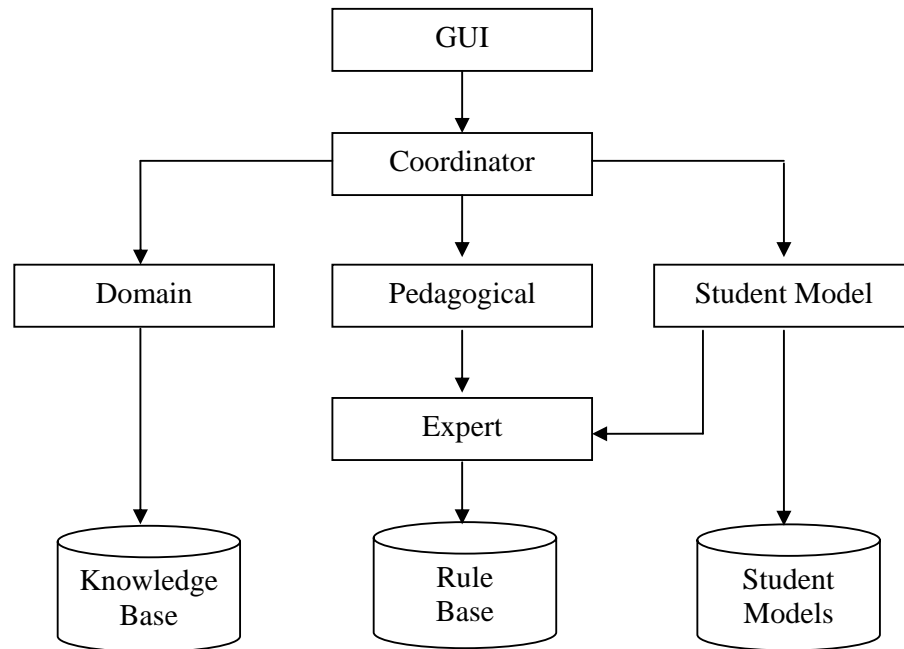 GUI
Coordinator
Domain
Pedagogical
Student Model
Expert
Knowledge
Base
Rule
Base
Student
Models